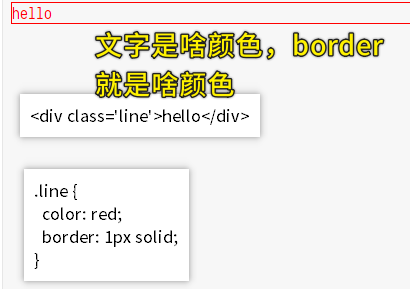 hello
文字是啥颜色，border
就是啥颜色
<div class='line'>hello</div>
.line {
color: red;
border: 1px solid;
}